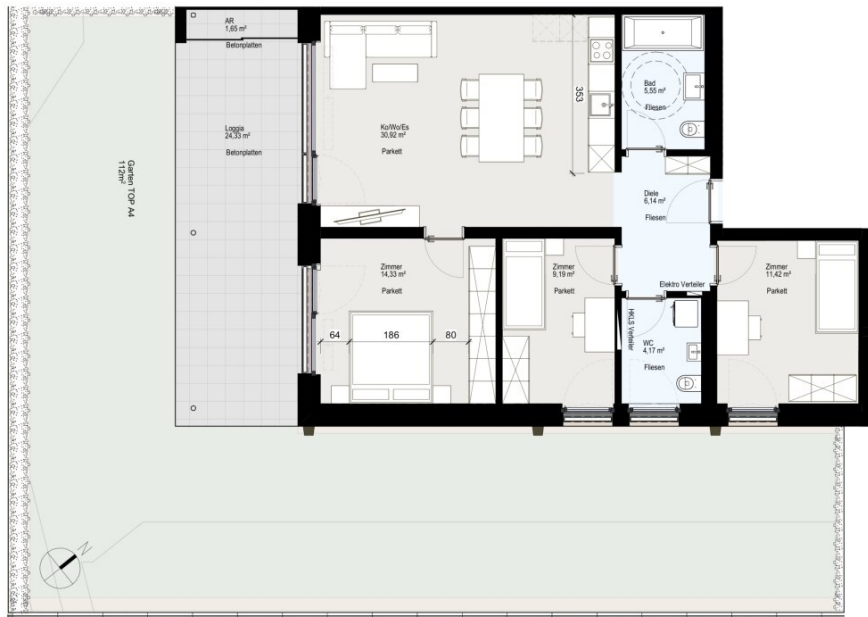 AR
1,65 m²
Betonplatten
Loggia
24,33 m²
Betonplatten
Garten TOP A4
112m²
Ko/Wo/Es
30,92 m²
Parkett
353
Bad
5,55 m²
Fliesen
Diele
6,14 m²
Fliesen
Elektro Verteiler
Zimmer
14,33 m²
Parkett
64
186
80
Zimmer
9,19 m²
Parkett
HKLS Verteiler
WC
4,17 m²
Fliesen
Zimmer
11,42 m²
Parkett
N